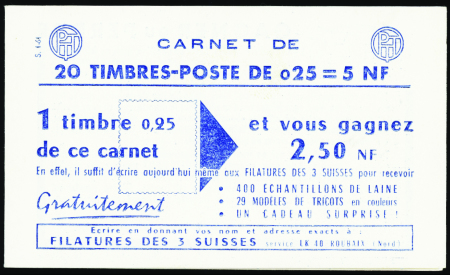 CARNET DE
20 TIMBRES-POSTE DE 0,25 = 5 NF
1 timbre 0,25
de ce carnet
et vous gagnez
2,50 NF
En effet, il suffit d'écrire aujourd'hui même aux FILATURES DES 3 SUISSES pour recevoir
Gratuitement
• 400 ECHANTILLONS DE LAINE
• 29 MODELES DE TRICOTS en couleurs
• UN CADEAU SURPRISE !
Ecrire en donnant vos nom et adresse exacts à :
FILATURES DES 3 SUISSES service LK 4B ROUBAIX (Nord)